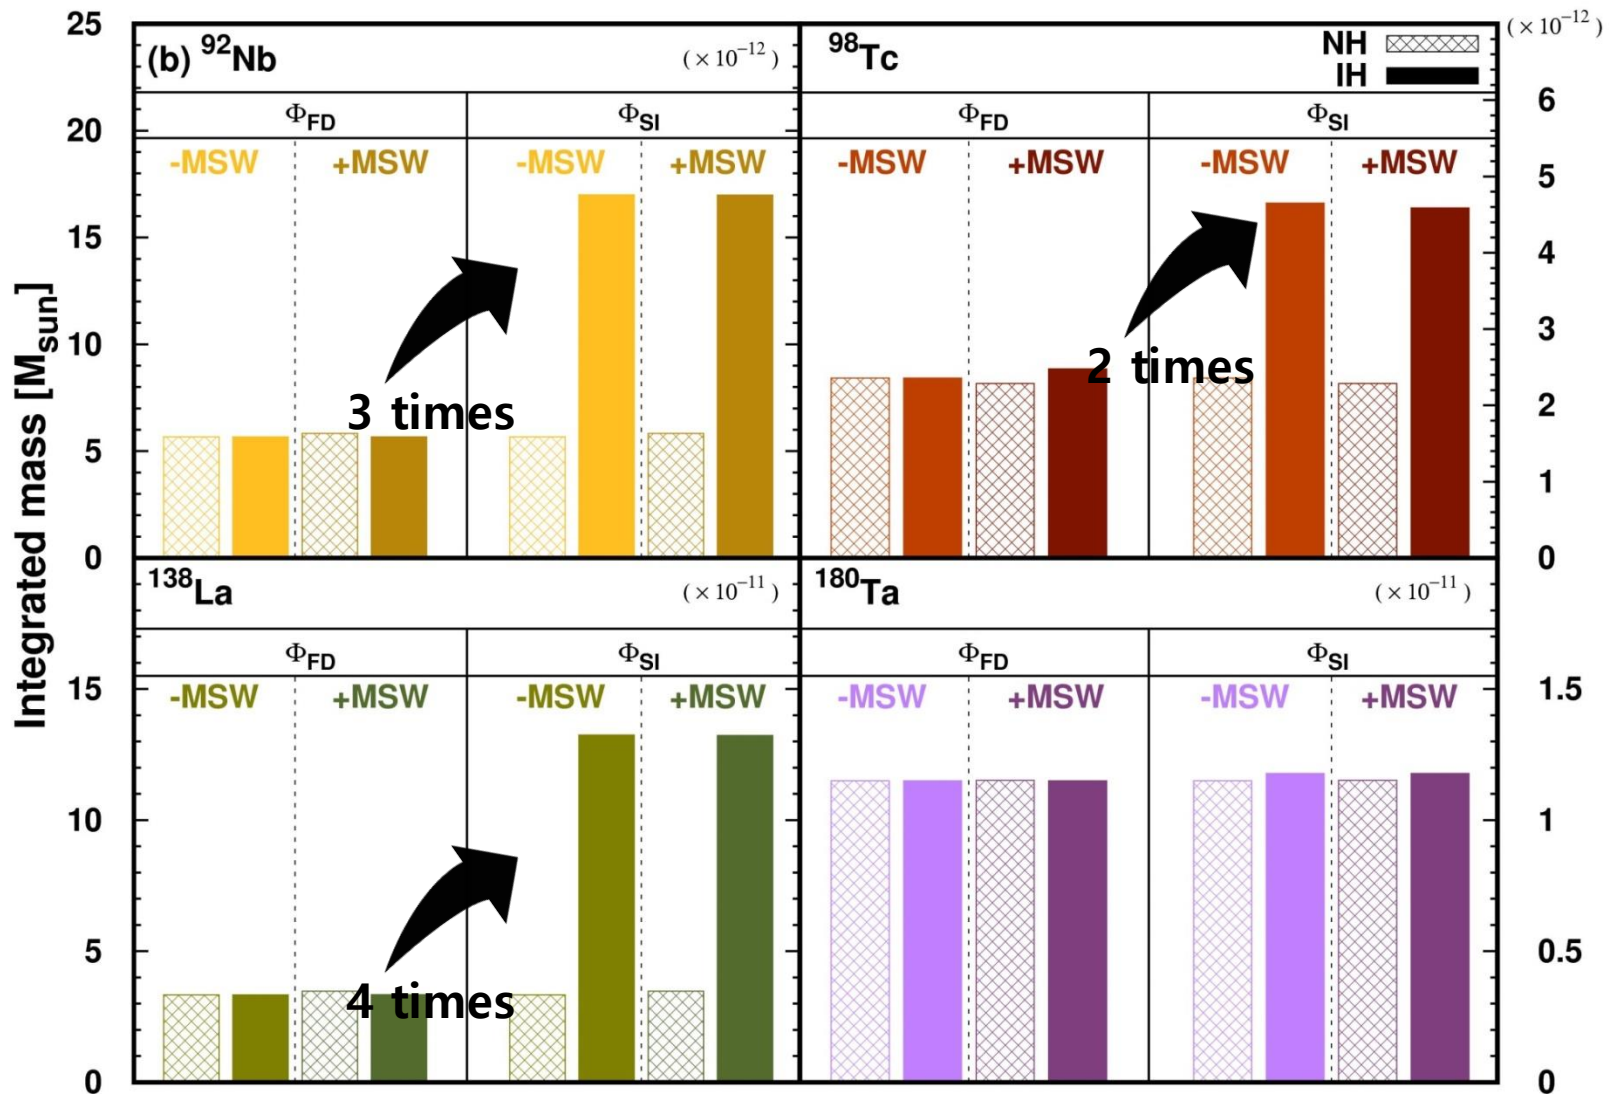 25
20
15
10
5
0
15
10
5
0
Integrated mass [M_sun]
(b) ⁹²Nb
( × 10⁻¹² )
Φ_FD
Φ_SI
-MSW
+MSW
-MSW
+MSW
3 times
⁹⁸Tc
NH
IH
( × 10⁻¹² )
Φ_FD
Φ_SI
-MSW
+MSW
-MSW
+MSW
2 times
6
5
4
3
2
1
0
¹³⁸La
( × 10⁻¹¹ )
Φ_FD
Φ_SI
-MSW
+MSW
-MSW
+MSW
4 times
¹⁸⁰Ta
( × 10⁻¹¹ )
Φ_FD
Φ_SI
-MSW
+MSW
-MSW
+MSW
1.5
1
0.5
0